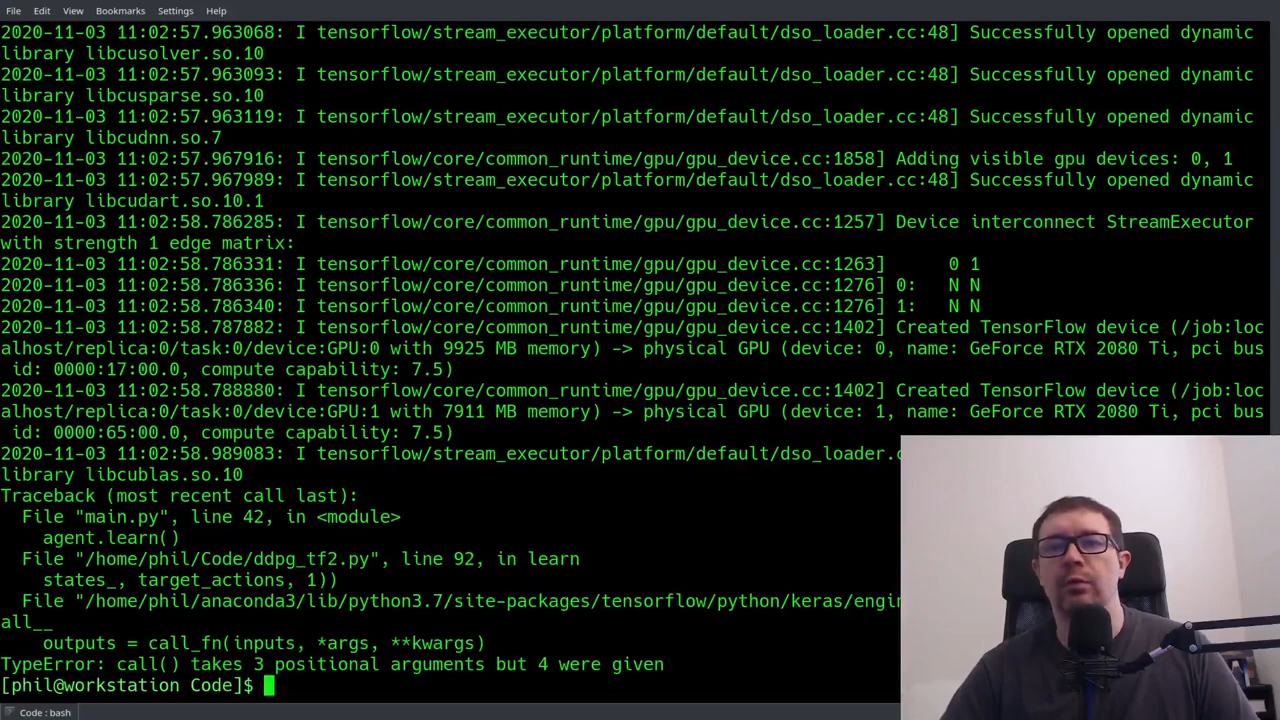 File Edit View Bookmarks Settings Help
2020-11-03 11:02:57.963068: I tensorflow/stream_executor/platform/default/dso_loader.cc:48] Successfully opened dynamic
library libcusolver.so.10
2020-11-03 11:02:57.963093: I tensorflow/stream_executor/platform/default/dso_loader.cc:48] Successfully opened dynamic
library libcusparse.so.10
2020-11-03 11:02:57.963119: I tensorflow/stream_executor/platform/default/dso_loader.cc:48] Successfully opened dynamic
library libcudnn.so.7
2020-11-03 11:02:57.967916: I tensorflow/core/common_runtime/gpu/gpu_device.cc:1858] Adding visible gpu devices: 0, 1
2020-11-03 11:02:57.967989: I tensorflow/stream_executor/platform/default/dso_loader.cc:48] Successfully opened dynamic
library libcudart.so.10.1
2020-11-03 11:02:58.786285: I tensorflow/core/common_runtime/gpu/gpu_device.cc:1257] Device interconnect StreamExecutor
with strength 1 edge matrix:
2020-11-03 11:02:58.786331: I tensorflow/core/common_runtime/gpu/gpu_device.cc:1263]      0 1
2020-11-03 11:02:58.786336: I tensorflow/core/common_runtime/gpu/gpu_device.cc:1276] 0:   N N
2020-11-03 11:02:58.786340: I tensorflow/core/common_runtime/gpu/gpu_device.cc:1276] 1:   N N
2020-11-03 11:02:58.787882: I tensorflow/core/common_runtime/gpu/gpu_device.cc:1402] Created TensorFlow device (/job:loc
alhost/replica:0/task:0/device:GPU:0 with 9925 MB memory) -> physical GPU (device: 0, name: GeForce RTX 2080 Ti, pci bus
id: 0000:17:00.0, compute capability: 7.5)
2020-11-03 11:02:58.788880: I tensorflow/core/common_runtime/gpu/gpu_device.cc:1402] Created TensorFlow device (/job:loc
alhost/replica:0/task:0/device:GPU:1 with 7911 MB memory) -> physical GPU (device: 1, name: GeForce RTX 2080 Ti, pci bus
id: 0000:65:00.0, compute capability: 7.5)
2020-11-03 11:02:58.989083: I tensorflow/stream_executor/platform/default/dso_loader.c
library libcublas.so.10
Traceback (most recent call last):
  File "main.py", line 42, in <module>
    agent.learn()
  File "/home/phil/Code/ddpg_tf2.py", line 92, in learn
    states_, target_actions, 1))
  File "/home/phil/anaconda3/lib/python3.7/site-packages/tensorflow/python/keras/engin
all__
    outputs = call_fn(inputs, *args, **kwargs)
TypeError: call() takes 3 positional arguments but 4 were given
[phil@workstation Code]$
Code : bash